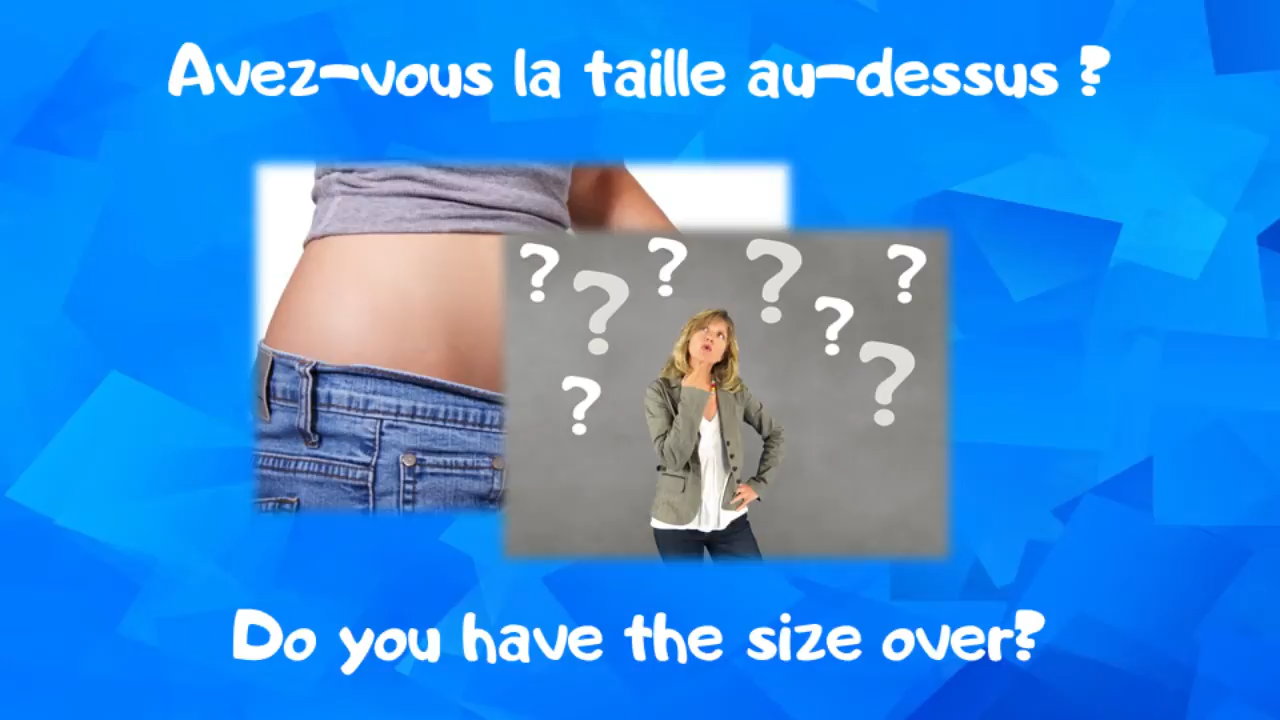 Avez-vous la taille au-dessus ?
? ? ? ? ? ? ? ?
Do you have the size over?